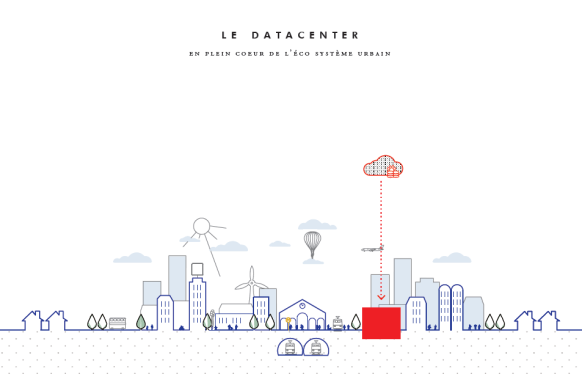 LE DATACENTER
EN PLEIN COEUR DE L'ÉCO SYSTÈME URBAIN